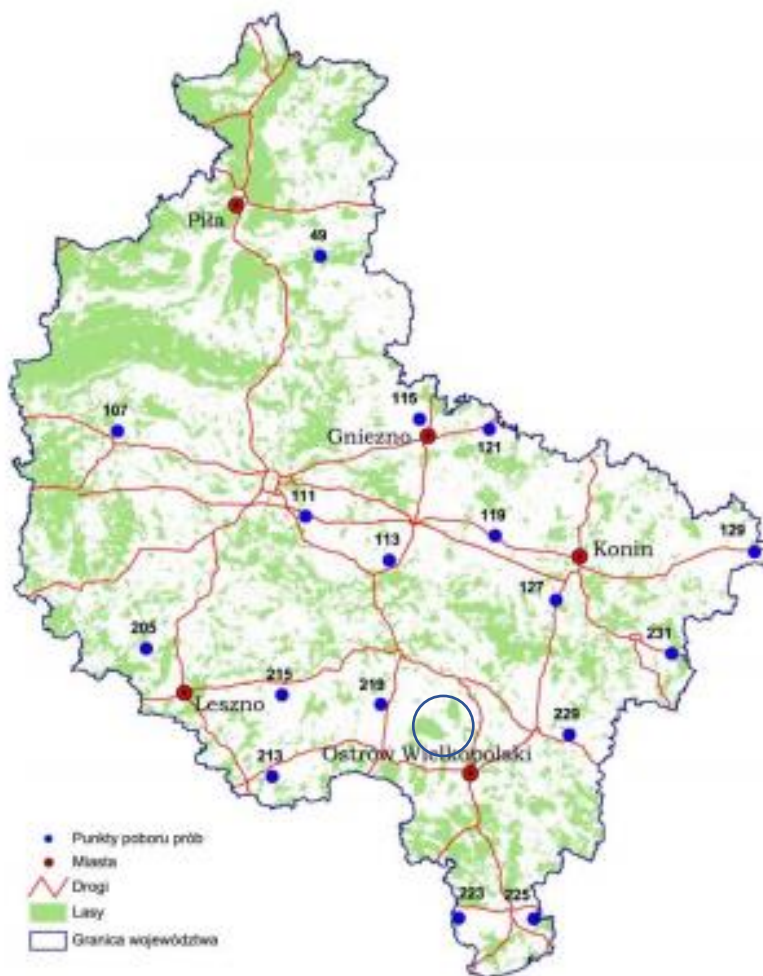 Piła
49
107
115
Gniezno
121
111
119
129
113
Konin
127
205
231
215
219
Leszno
229
Ostrów Wielkopolski
213
Punkty poboru prób
Miasta
Drogi
Lasy
Granica województwa
223
225